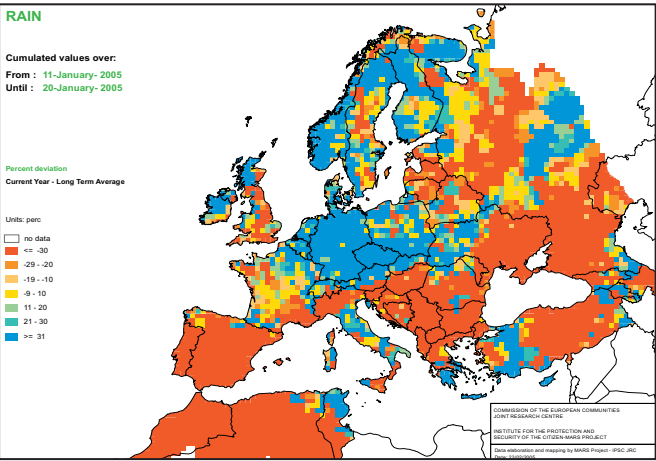 RAIN
Cumulated values over:
From : 11-January- 2005
Until : 20-January- 2005
Percent deviation
Current Year - Long Term Average
Units: perc
no data
<= -30
-29 - -20
-19 - -10
-9 - 10
11 - 20
21 - 30
>= 31
COMMISSION OF THE EUROPEAN COMMUNITIES
JOINT RESEARCH CENTRE
INSTITUTE FOR THE PROTECTION AND
SECURITY OF THE CITIZEN-MARS PROJECT
Data elaboration and mapping by MARS Project - IPSC JRC